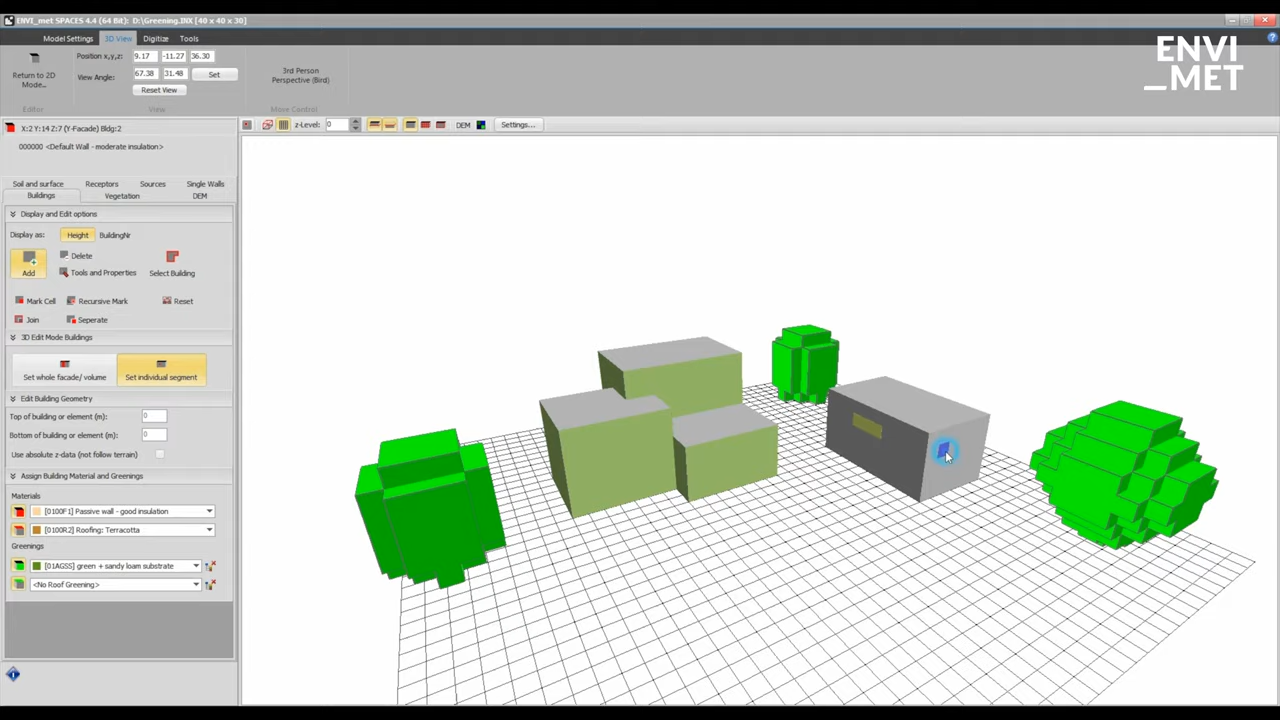 ENVI_met SPACES 4.4 (64 Bit): D:\Greening.INX [40 x 40 x 30]
Model Settings 3D View Digitize Tools
Return to 2D Mode...
Editor
Position x,y,z: 9.17 -11.27 36.30
View Angle: 67.38 31.48 Set
Reset View
View
3rd Person Perspective (Bird)
Move Control
ENVI
_MET
X:2 Y:14 Z:7 (Y-Facade) Bldg:2
000000 <Default Wall - moderate insulation>
z-Level: 0 DEM Settings...
Soil and surface Receptors Sources Single Walls
Buildings Vegetation DEM
Display and Edit options
Display as: Height BuildingNr
Add Delete
Tools and Properties Select Building
Mark Cell Recursive Mark Reset
Join Seperate
3D Edit Mode Buildings
Set whole facade/ volume Set individual segment
Edit Building Geometry
Top of building or element (m): 0
Bottom of building or element (m): 0
Use absolute z-data (not follow terrain)
Assign Building Material and Greenings
Materials
[0100F1] Passive wall - good insulation
[0100R2] Roofing: Terracotta
Greenings
[01AGSS] green + sandy loam substrate
<No Roof Greening>